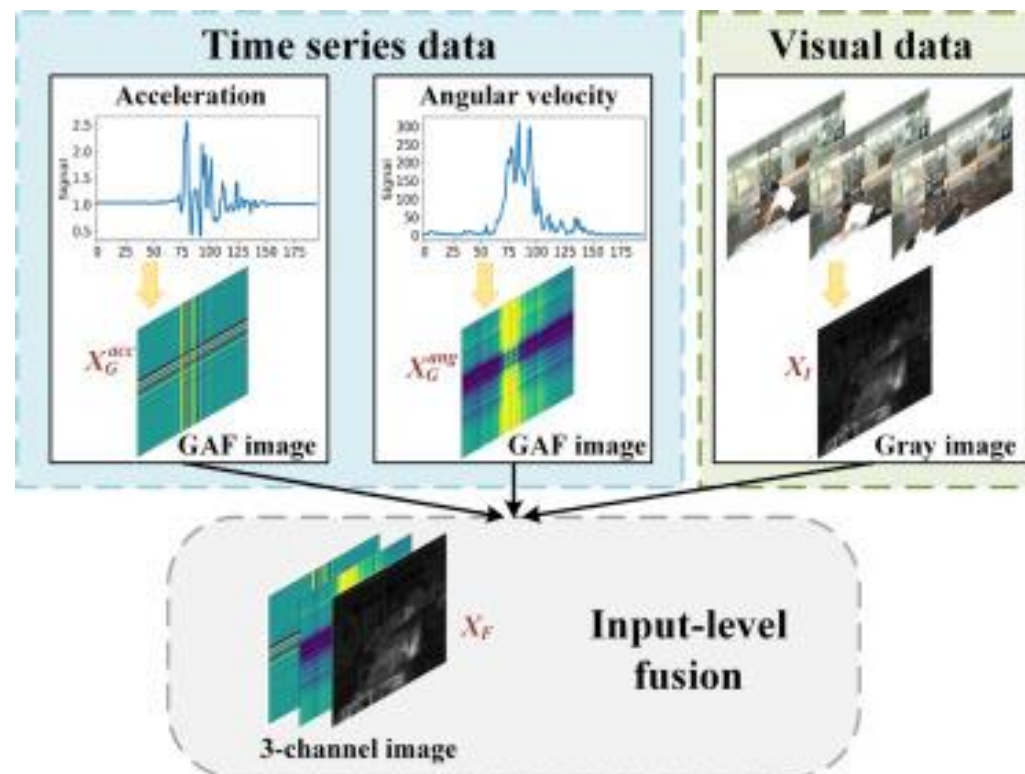 Time series data
Visual data
Acceleration
Angular velocity
Signal
2.5
2.0
1.5
1.0
0.5
0 25 50 75 100 125 150 175
Signal
300
250
200
150
100
50
0
0 25 50 75 100 125 150 175
X_G^{acc}
GAF image
X_G^{ang}
GAF image
X_I
Gray image
X_F
Input-level
fusion
3-channel image